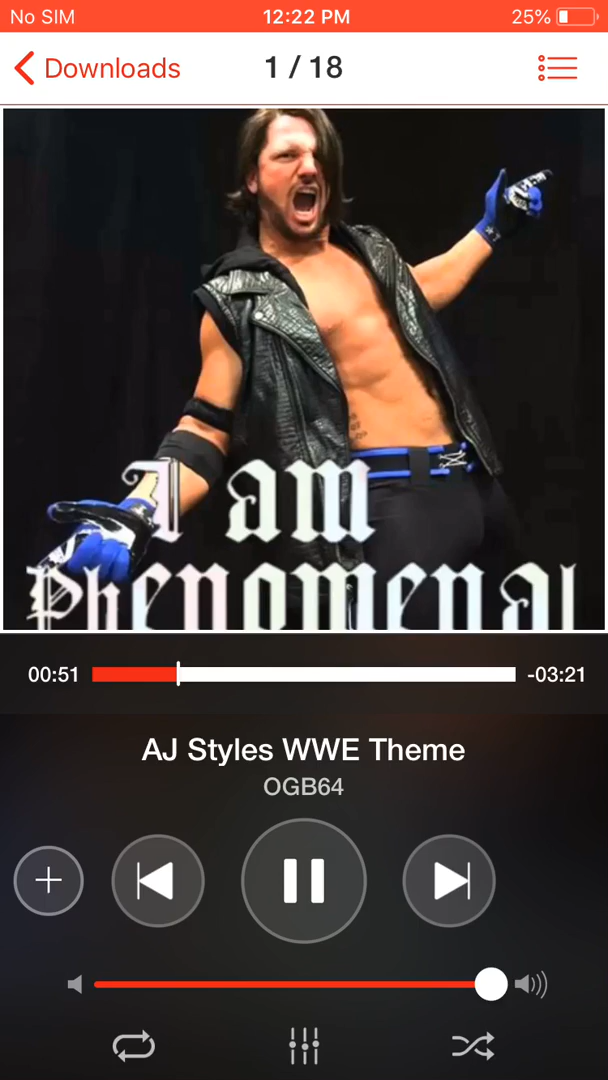 No SIM 12:22 PM 25%
Downloads 1 / 18
I am
Phenomenal
00:51 -03:21
AJ Styles WWE Theme
OGB64